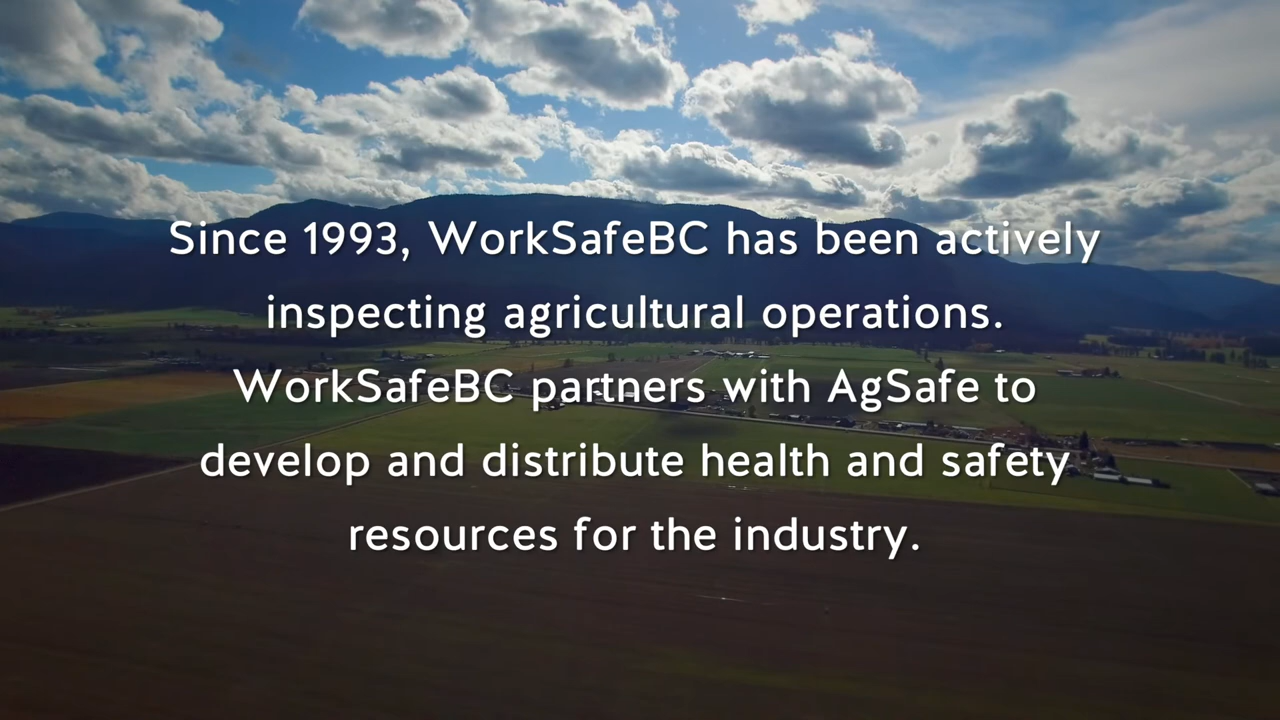 Since 1993, WorkSafeBC has been actively
inspecting agricultural operations.
WorkSafeBC partners with AgSafe to
develop and distribute health and safety
resources for the industry.